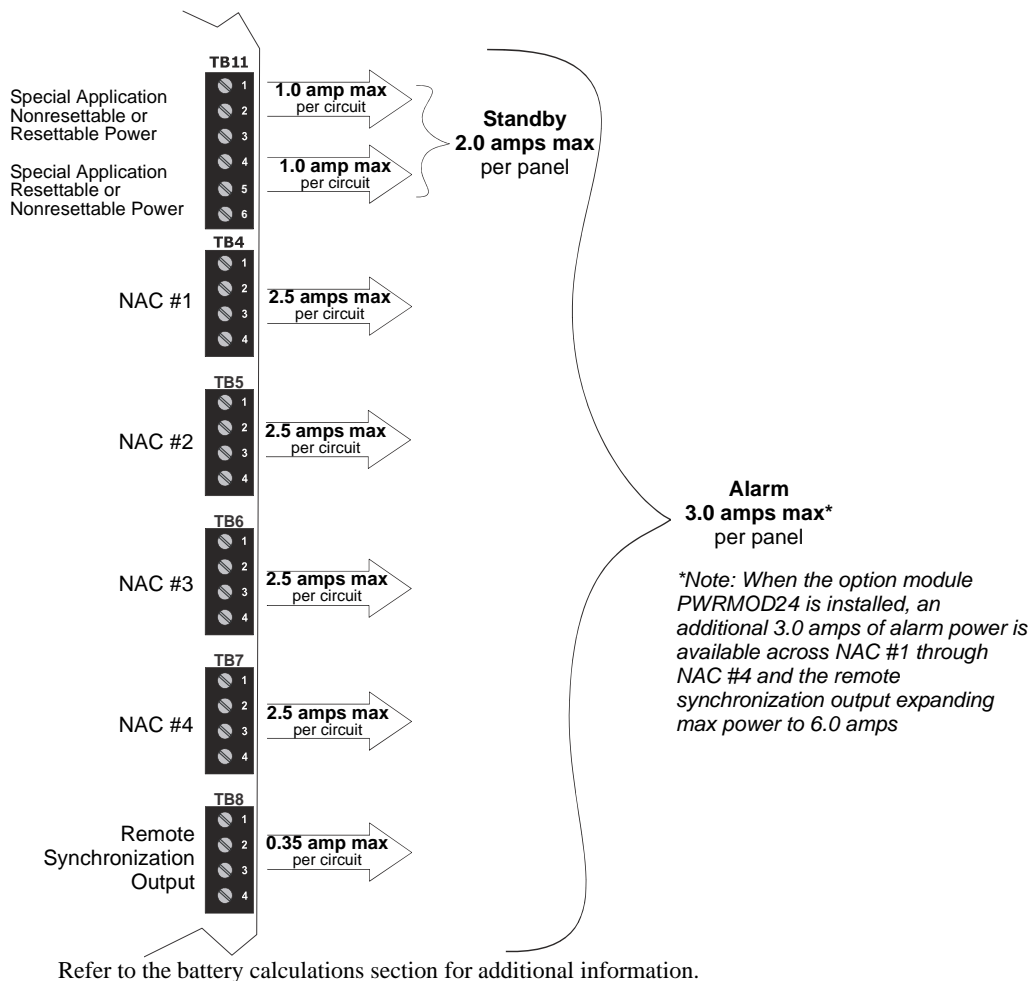 TB11
1
2
3
4
5
6
Special Application
Nonresettable or
Resettable Power
1.0 amp max
per circuit
Special Application
Resettable or
Nonresettable Power
1.0 amp max
per circuit
Standby
2.0 amps max
per panel
TB4
1
2
3
4
NAC #1
2.5 amps max
per circuit
TB5
1
2
3
4
NAC #2
2.5 amps max
per circuit
TB6
1
2
3
4
NAC #3
2.5 amps max
per circuit
TB7
1
2
3
4
NAC #4
2.5 amps max
per circuit
TB8
1
2
3
4
Remote
Synchronization
Output
0.35 amp max
per circuit
Alarm
3.0 amps max*
per panel
*Note: When the option module
PWRMOD24 is installed, an
additional 3.0 amps of alarm power is
available across NAC #1 through
NAC #4 and the remote
synchronization output expanding
max power to 6.0 amps
Refer to the battery calculations section for additional information.